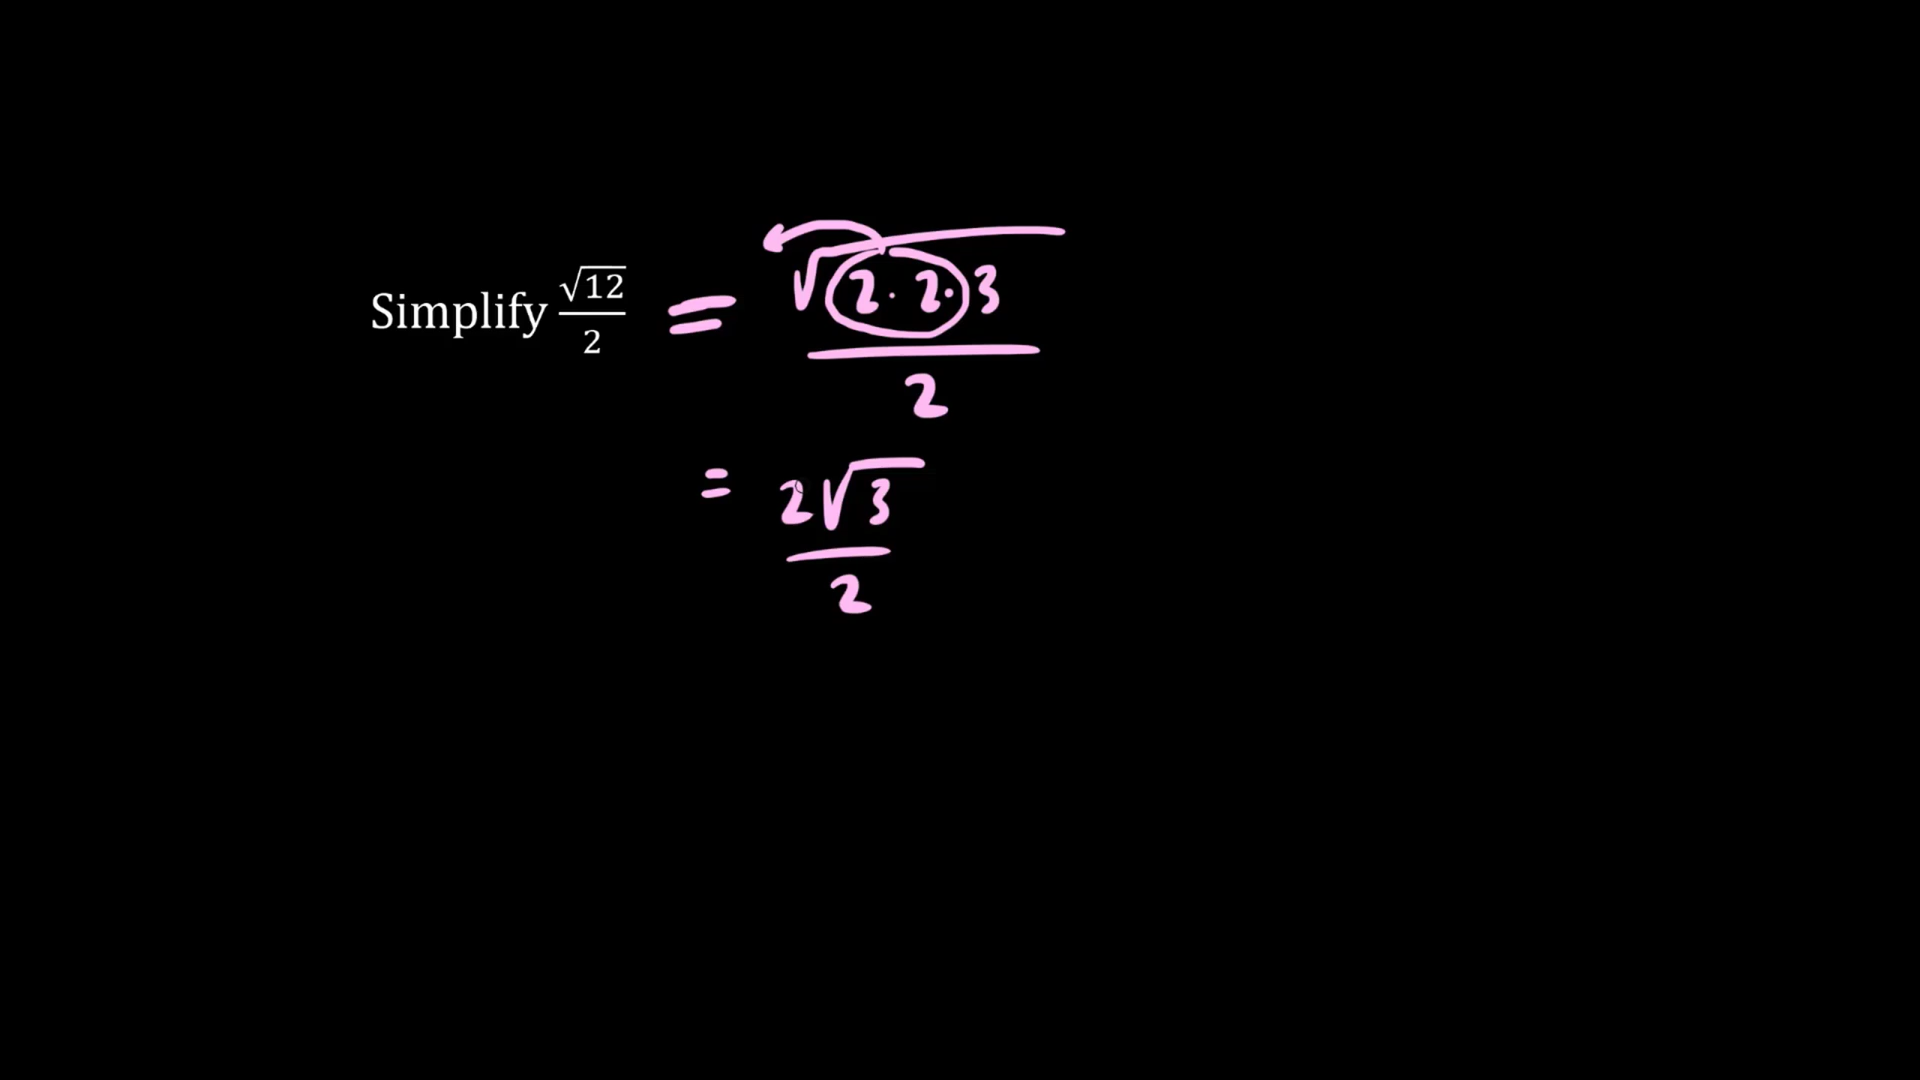 Simplify √12/2 = √2·2·3/2
= 2√3/2